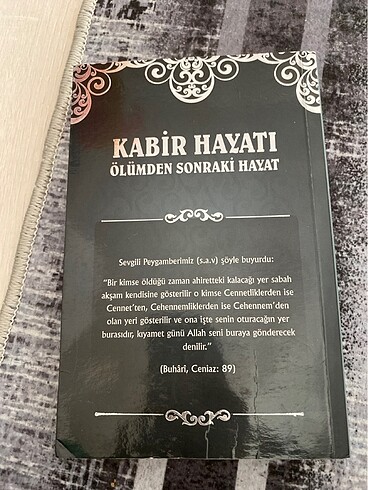 KABİR HAYATI
ÖLÜMDEN SONRAKİ HAYAT
Sevgili Peygamberimiz (s.a.v) şöyle buyurdu:
"Bir kimse öldüğü zaman ahiretteki kalacağı yer sabah
akşam kendisine gösterilir o kimse Cennetliklerden ise
Cennet'ten, Cehennemliklerden ise Cehennem'den
olan yeri gösterilir ve ona işte senin oturacağın yer
burasıdır, kıyamet günü Allah seni buraya gönderecek
denilir."
(Buhâri, Ceniaz: 89)